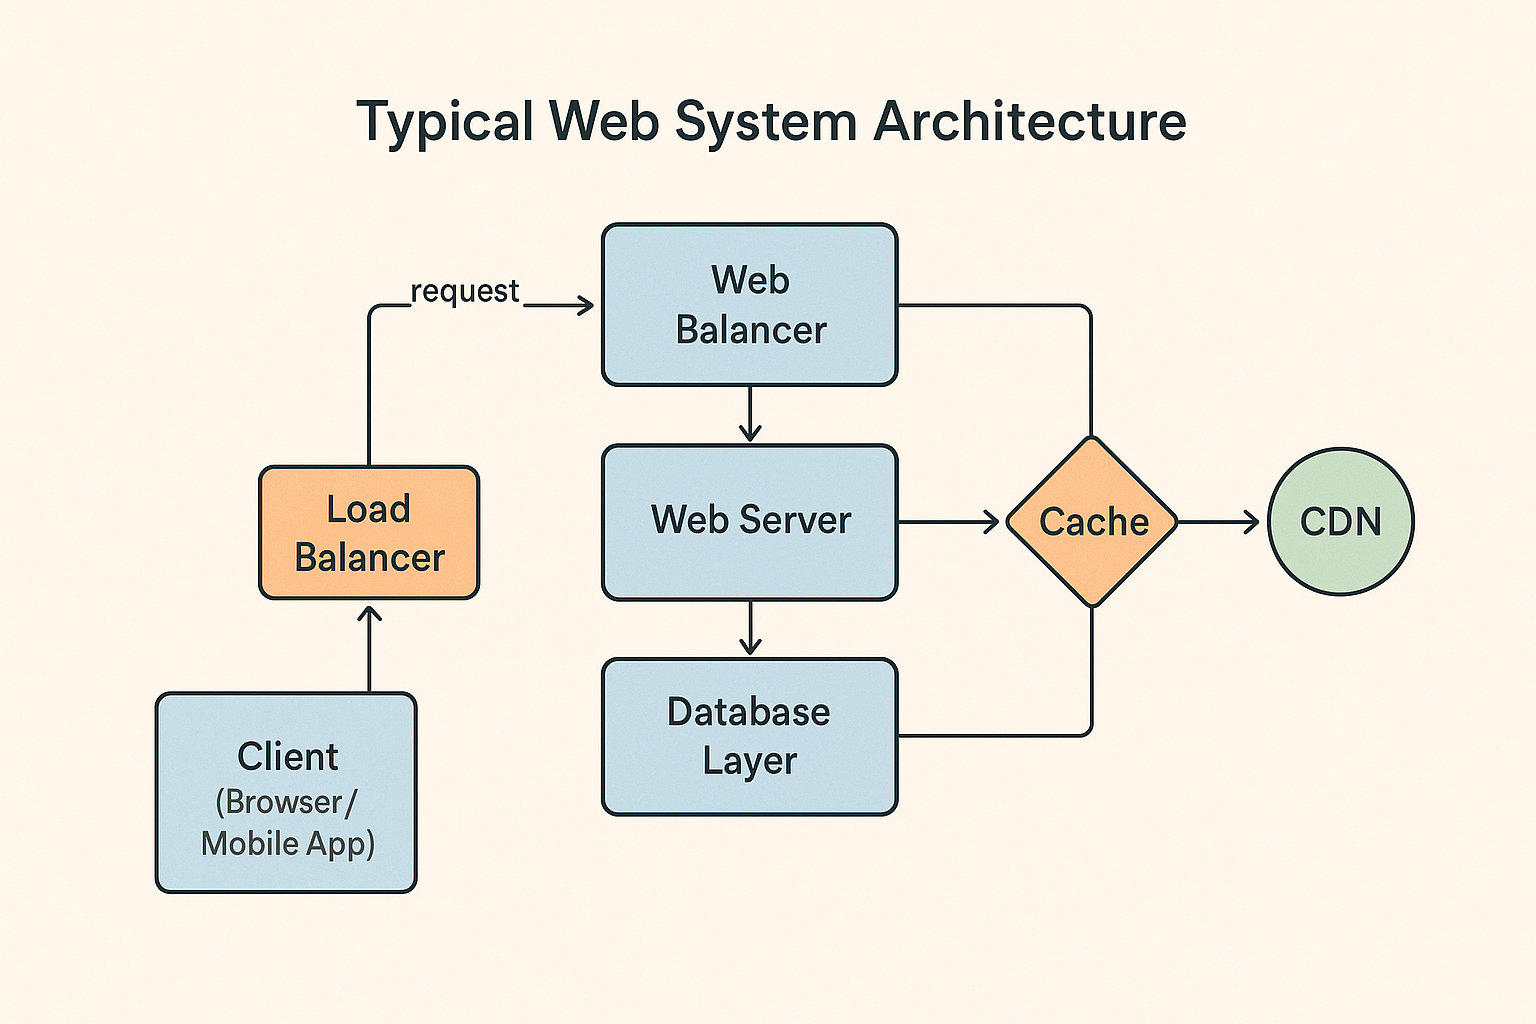 Typical Web System Architecture
request
Web
Balancer
Load
Balancer
Web Server
Cache
CDN
Database
Layer
Client
(Browser/
Mobile App)